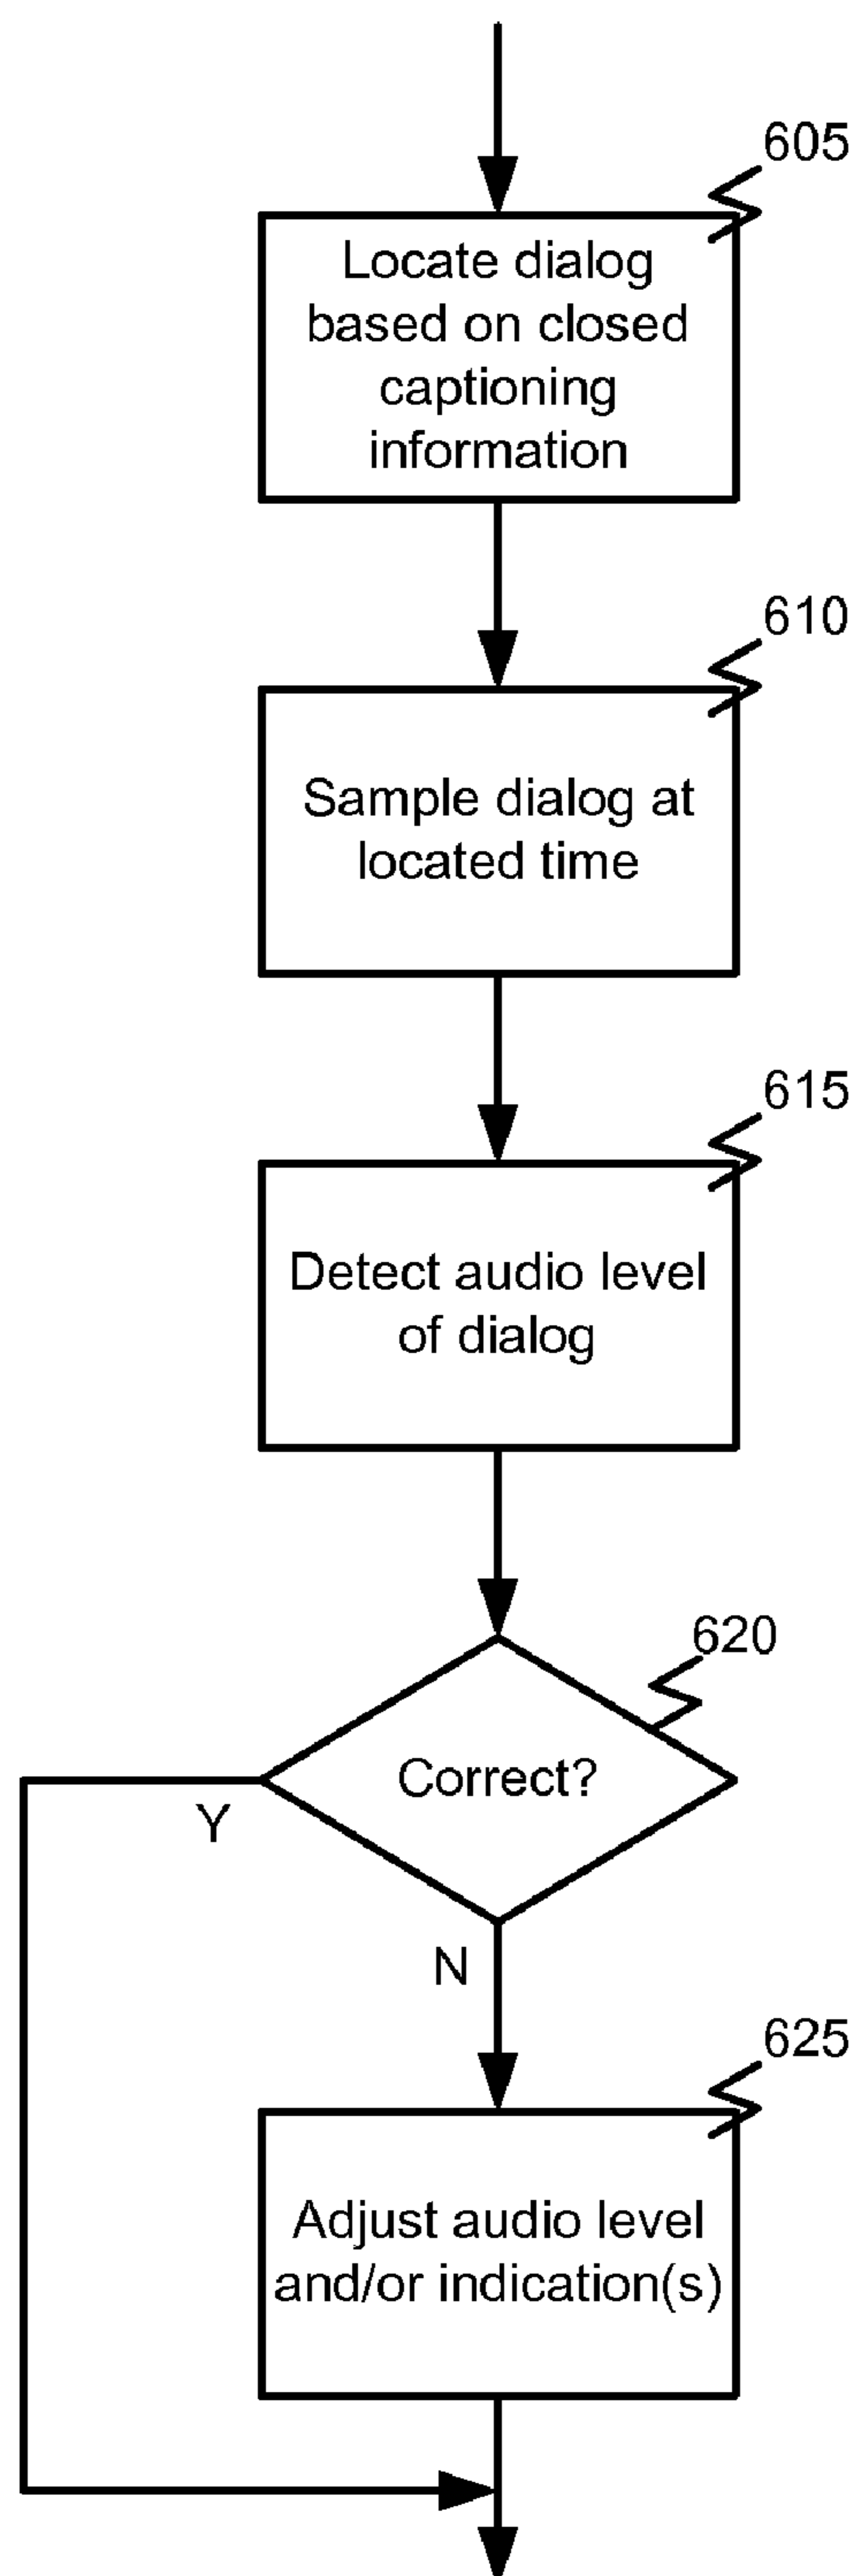 605
Locate dialog
based on closed
captioning
information
610
Sample dialog at
located time
615
Detect audio level
of dialog
620
Correct?
Y
N
625
Adjust audio level
and/or indication(s)